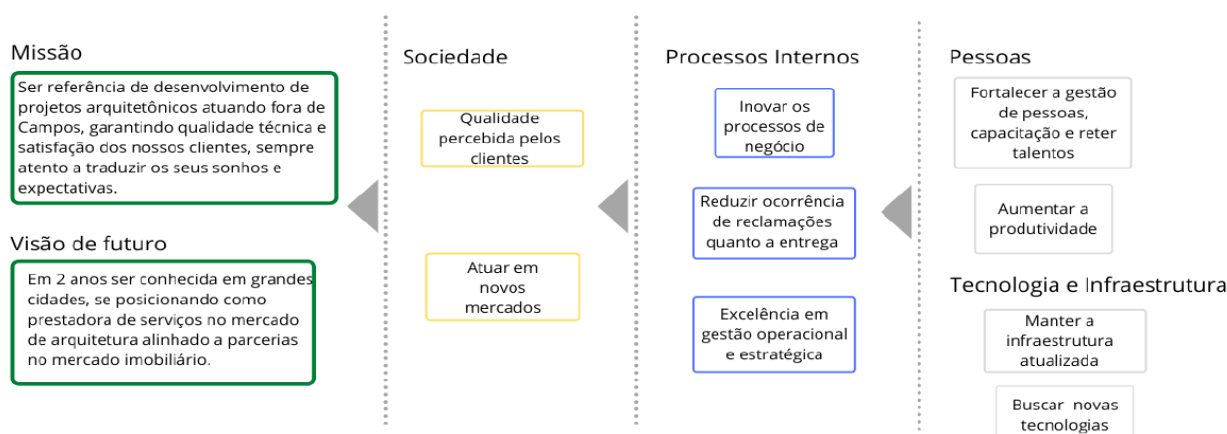 Missão
Ser referência de desenvolvimento de
projetos arquitetônicos atuando fora de
Campos, garantindo qualidade técnica e
satisfação dos nossos clientes, sempre
atento a traduzir os seus sonhos e
expectativas.
Visão de futuro
Em 2 anos ser conhecida em grandes
cidades, se posicionando como
prestadora de serviços no mercado
de arquitetura alinhado a parcerias
no mercado imobiliário.
Sociedade
Qualidade
percebida pelos
clientes
Atuar em
novos
mercados
Processos Internos
Inovar os
processos de
negócio
Reduzir ocorrência
de reclamações
quanto a entrega
Excelência em
gestão operacional
e estratégica
Pessoas
Fortalecer a gestão
de pessoas,
capacitação e reter
talentos
Aumentar a
produtividade
Tecnologia e Infraestrutura
Manter a
infraestrutura
atualizada
Buscar novas
tecnologias